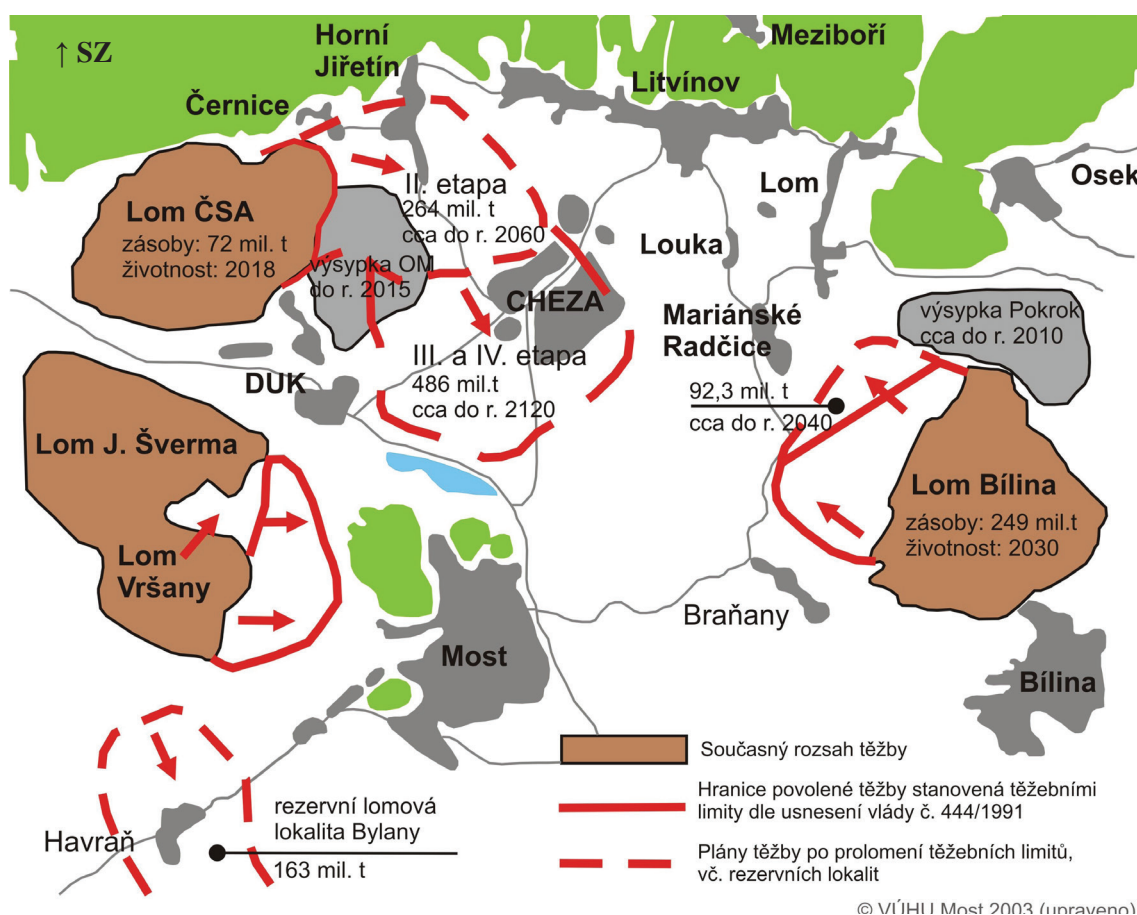 ↑ SZ
Horní
Jiřetín
Meziboří
Litvínov
Černice
Osek
Lom
Louka
II. etapa
264 mil. t
cca do r. 2060
Lom ČSA
zásoby: 72 mil. t
životnost: 2018
výsypka OM
do r. 2015
CHEZA
Mariánské
Radčice
výsypka Pokrok
cca do r. 2010
III. a IV. etapa
486 mil.t
cca do r. 2120
DUK
92,3 mil. t
cca do r. 2040
Lom J. Šverma
Lom Bílina
zásoby: 249 mil.t
životnost: 2030
Lom
Vršany
Braňany
Most
Bílina
Současný rozsah těžby
Hranice povolené těžby stanovená těžebními
limity dle usnesení vlády č. 444/1991
rezervní lomová
lokalita Bylany
163 mil. t
Havraň
Plány těžby po prolomení těžebních limitů,
vč. rezervních lokalit
© VÚHU Most 2003 (upraveno)